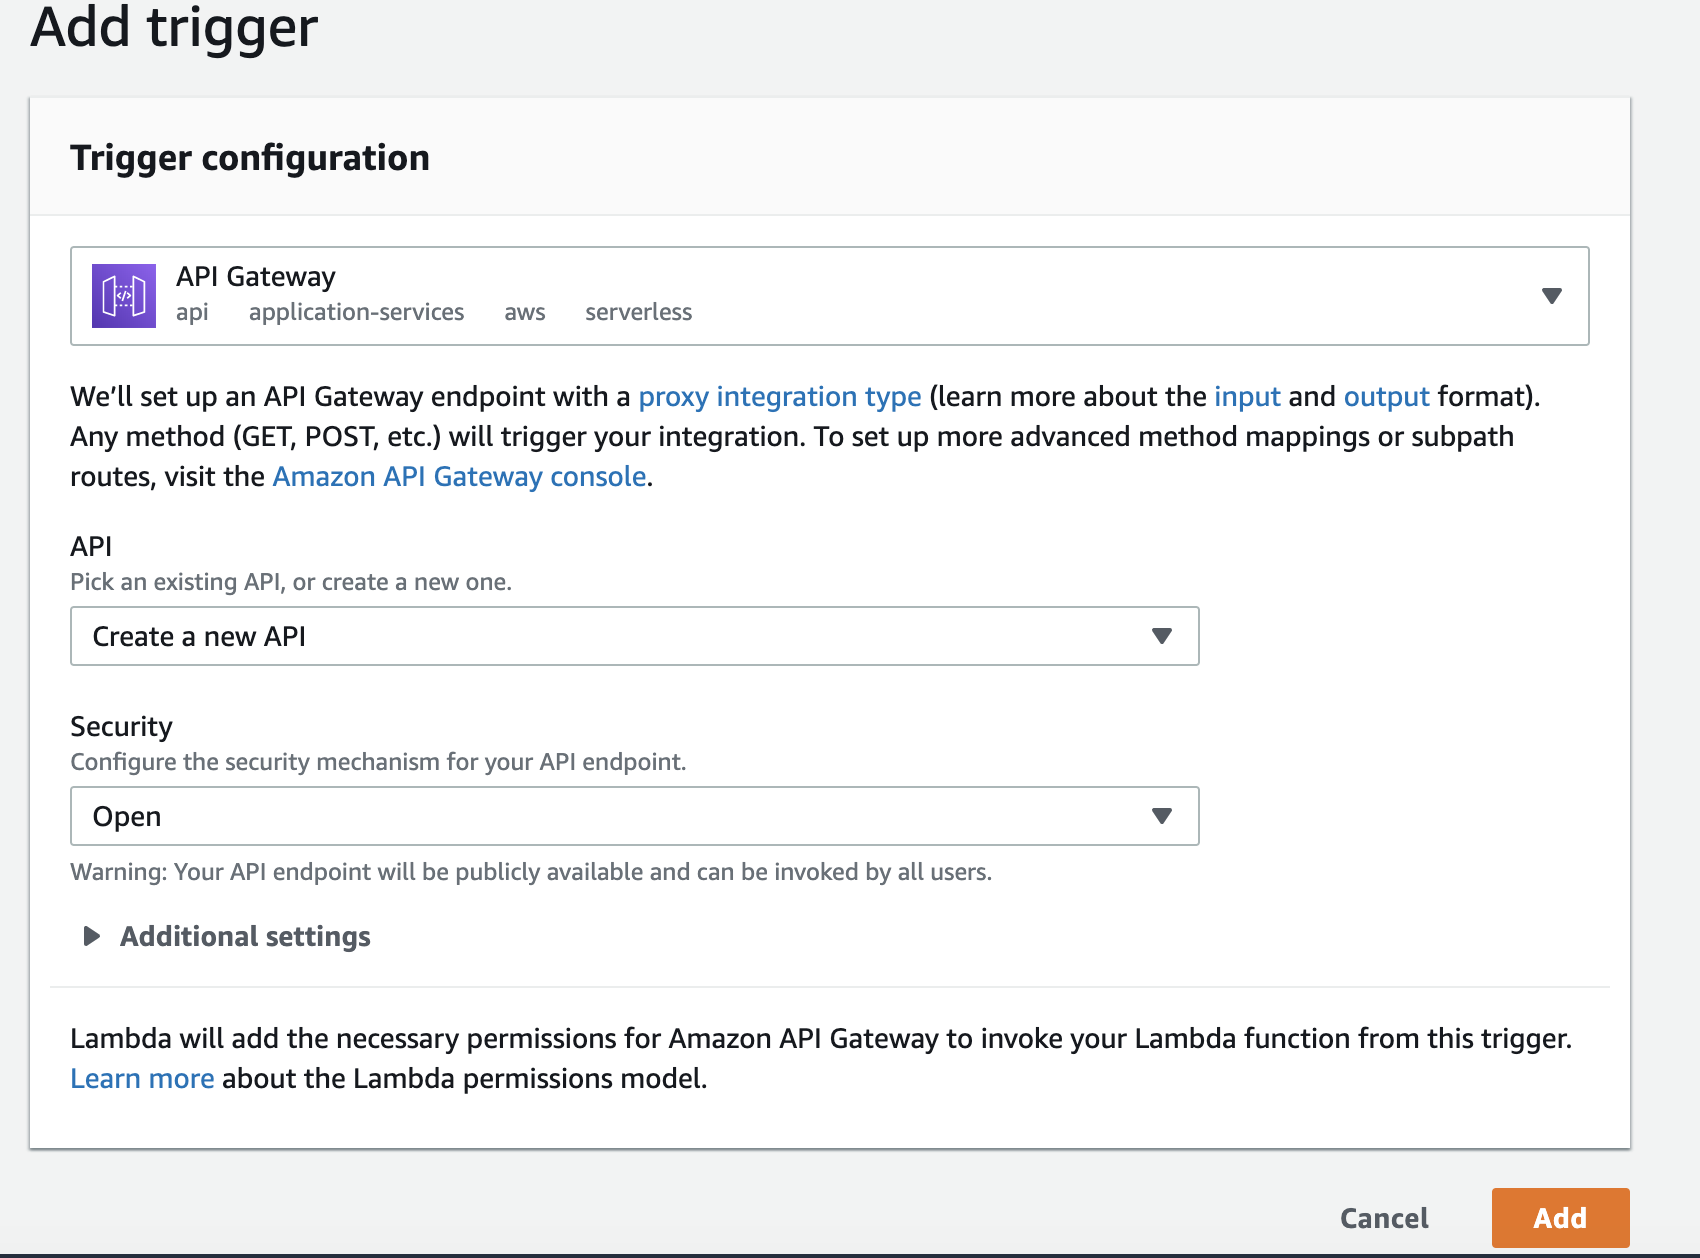 Add trigger
Trigger configuration
</>
API Gateway
api application-services aws serverless
We’ll set up an API Gateway endpoint with a proxy integration type (learn more about the input and output format).
Any method (GET, POST, etc.) will trigger your integration. To set up more advanced method mappings or subpath
routes, visit the Amazon API Gateway console.
API
Pick an existing API, or create a new one.
Create a new API
Security
Configure the security mechanism for your API endpoint.
Open
Warning: Your API endpoint will be publicly available and can be invoked by all users.
Additional settings
Lambda will add the necessary permissions for Amazon API Gateway to invoke your Lambda function from this trigger.
Learn more about the Lambda permissions model.
Cancel Add